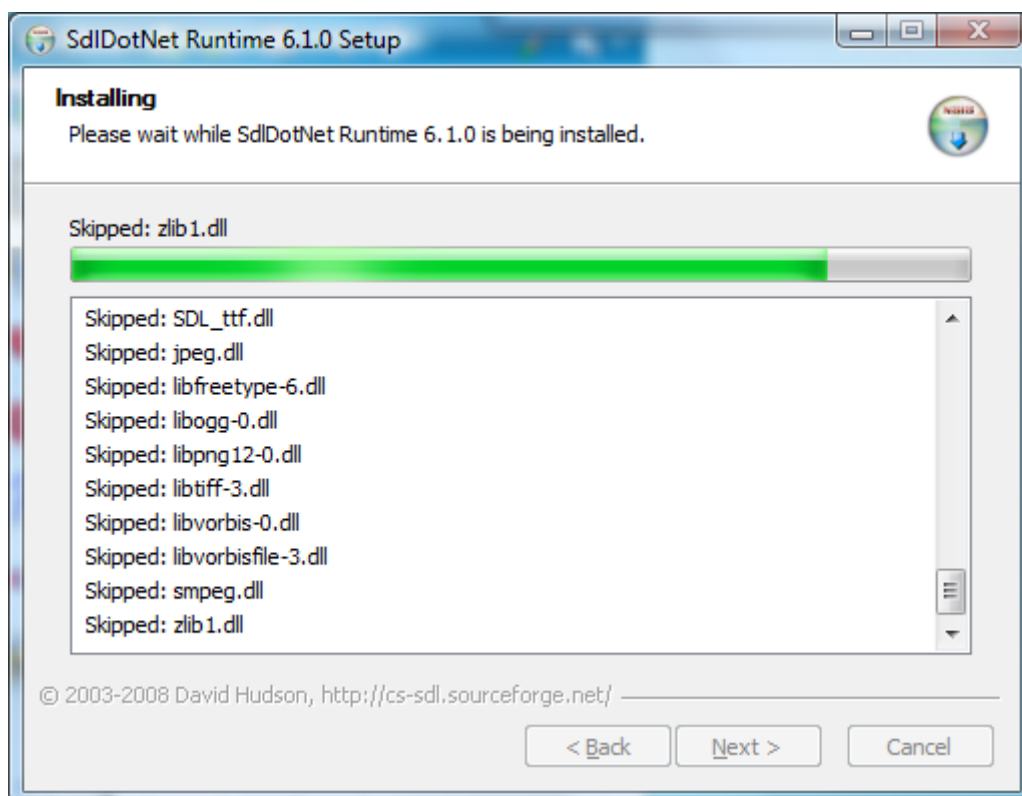 SdlDotNet Runtime 6.1.0 Setup
Installing
Please wait while SdlDotNet Runtime 6.1.0 is being installed.
NSIS
Skipped: zlib1.dll
Skipped: SDL_ttf.dll
Skipped: jpeg.dll
Skipped: libfreetype-6.dll
Skipped: libogg-0.dll
Skipped: libpng12-0.dll
Skipped: libtiff-3.dll
Skipped: libvorbis-0.dll
Skipped: libvorbisfile-3.dll
Skipped: smpeg.dll
Skipped: zlib1.dll
© 2003-2008 David Hudson, http://cs-sdl.sourceforge.net/
< Back
Next >
Cancel